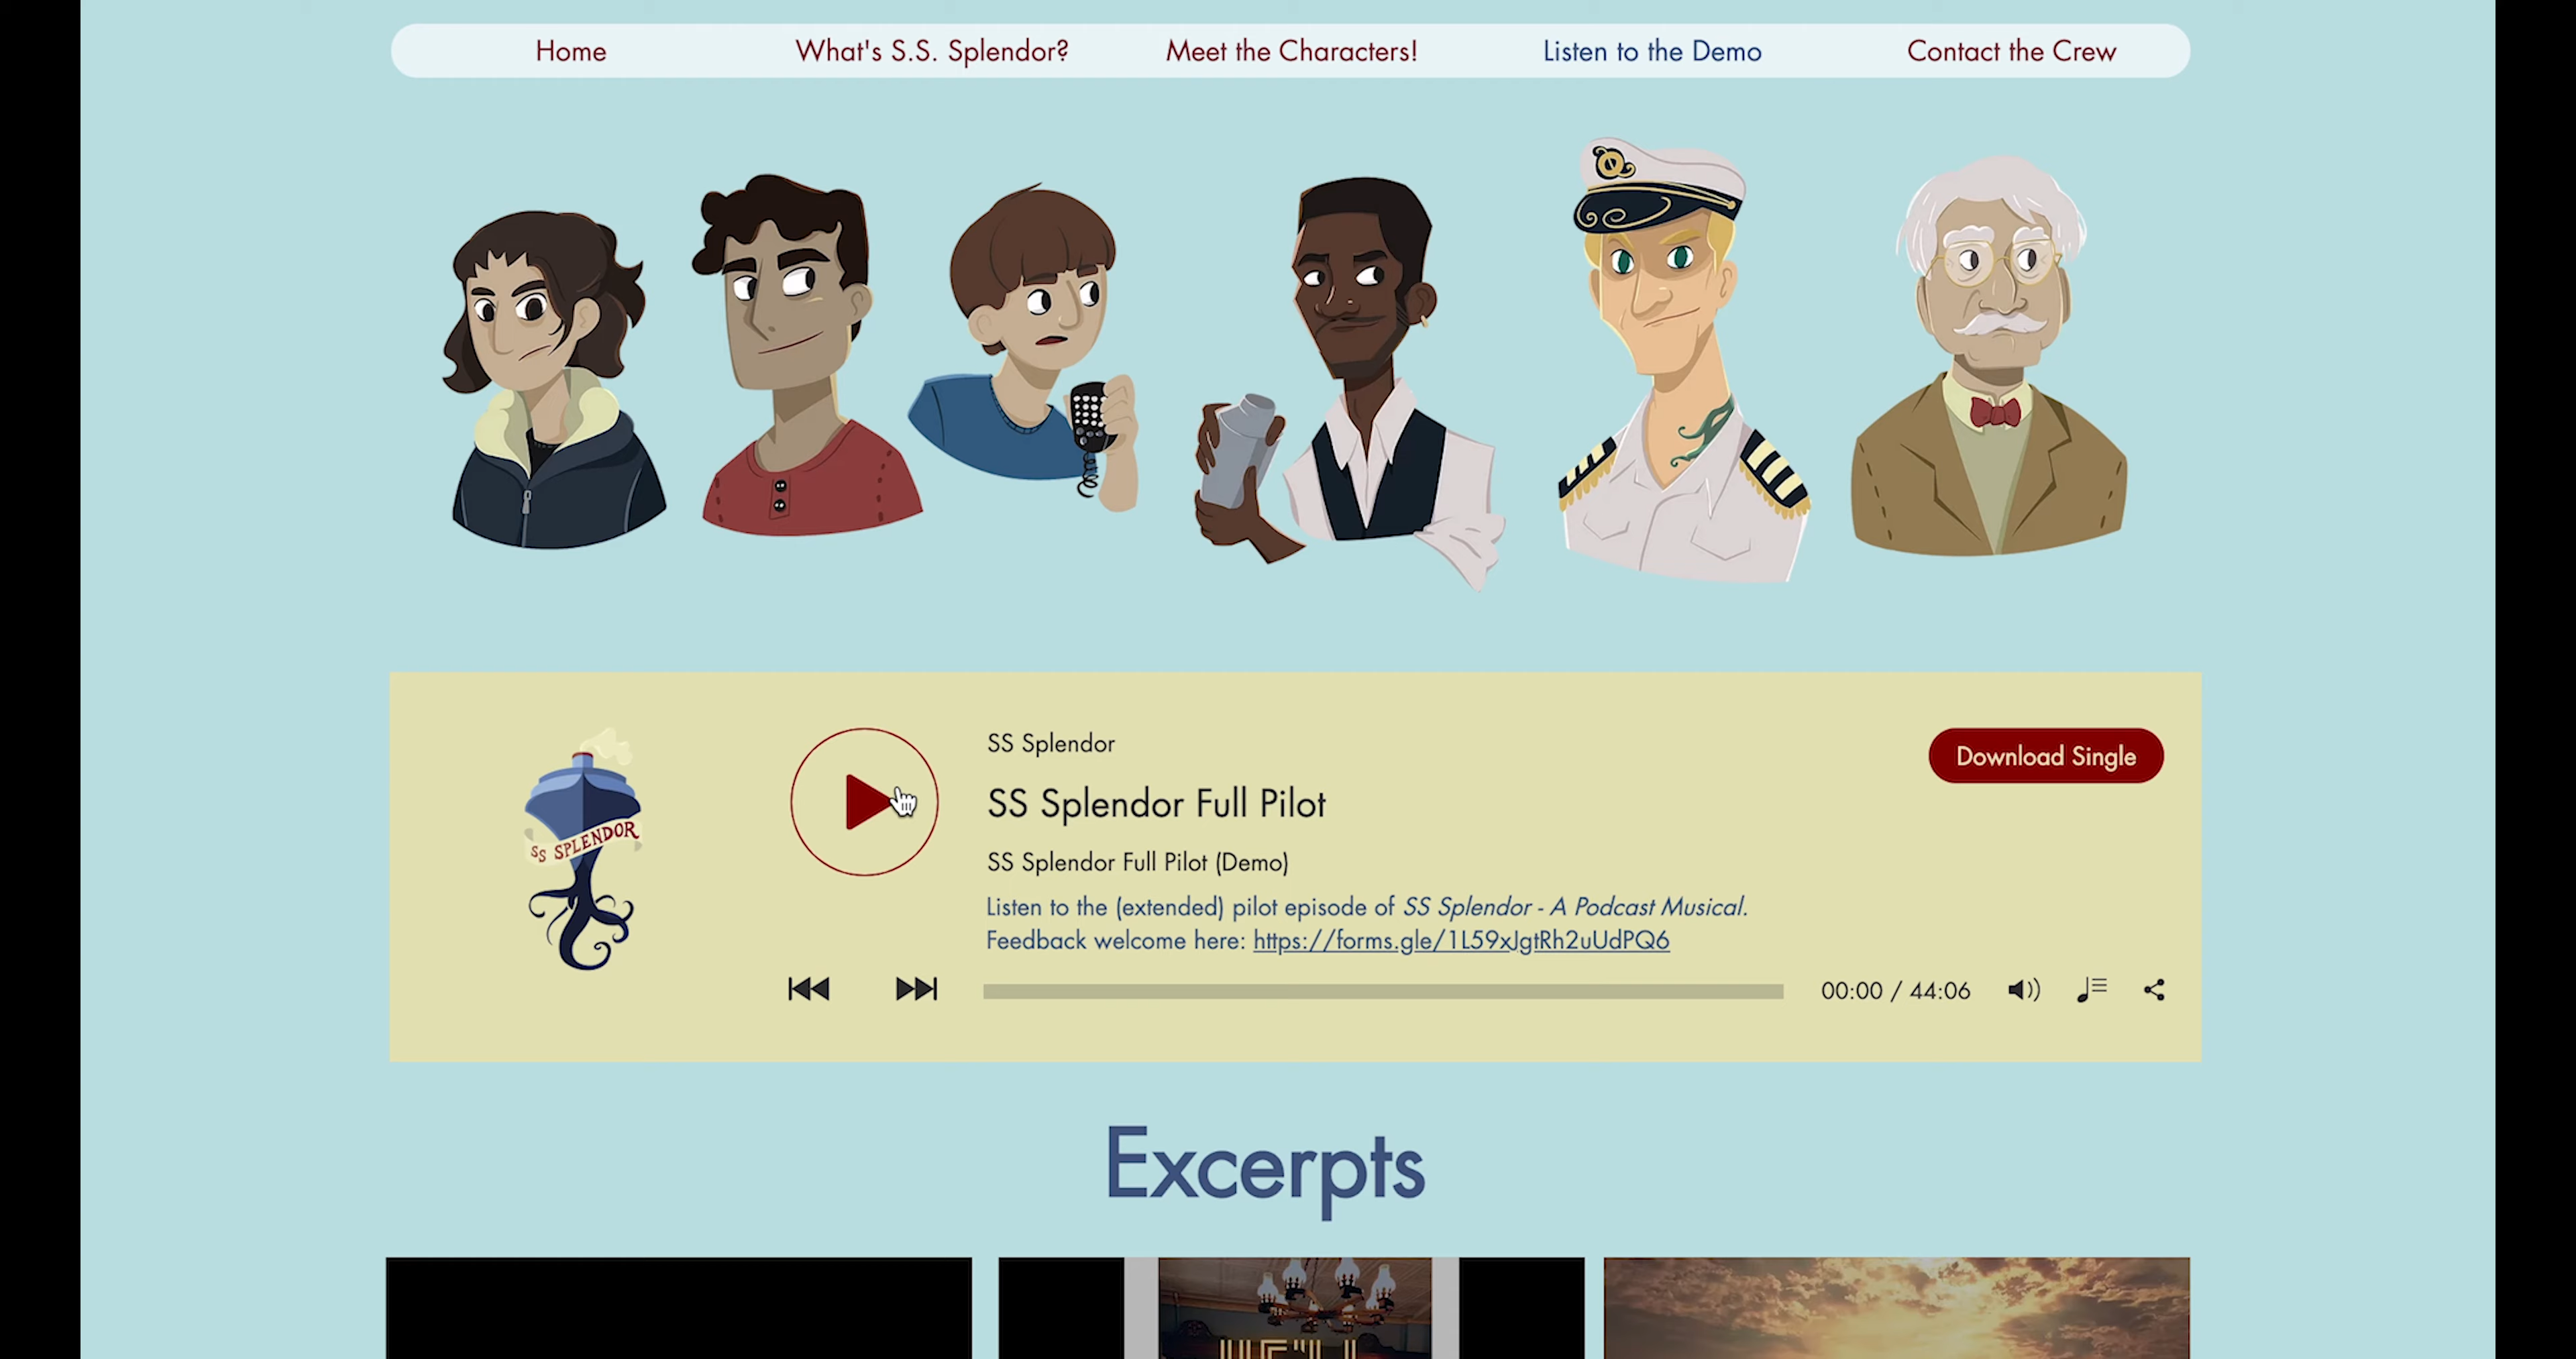 Home
What's S.S. Splendor?
Meet the Characters!
Listen to the Demo
Contact the Crew
SS Splendor
Download Single
SS Splendor Full Pilot
SS SPLENDOR
SS Splendor Full Pilot (Demo)
Listen to the (extended) pilot episode of SS Splendor - A Podcast Musical.
Feedback welcome here: https://forms.gle/1L59xJgtRh2uUdPQ6
00:00 / 44:06
Excerpts